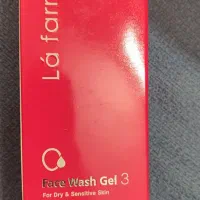 Lá farr
Face Wash Gel 3
For Dry & Sensitive Skin